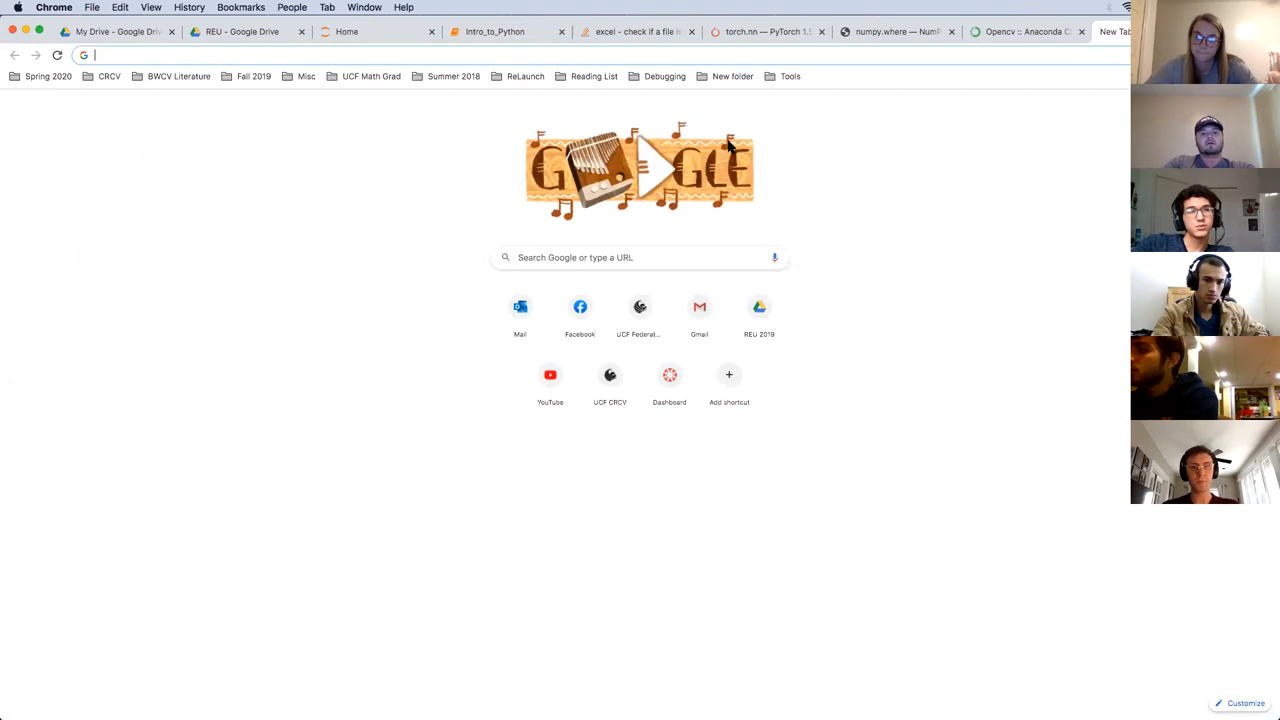 Chrome File Edit View History Bookmarks People Tab Window Help
My Drive - Google Driv REU - Google Drive Home Intro_to_Python excel - check if a file is torch.nn — PyTorch 1.5 numpy.where — NumP Opencv :: Anaconda C New Tab
Spring 2020 CRCV BWCV Literature Fall 2019 Misc UCF Math Grad Summer 2018 ReLaunch Reading List Debugging New folder Tools
G GLE
Search Google or type a URL
Mail Facebook UCF Federat... Gmail REU 2019
YouTube UCF CRCV Dashboard Add shortcut
Customize